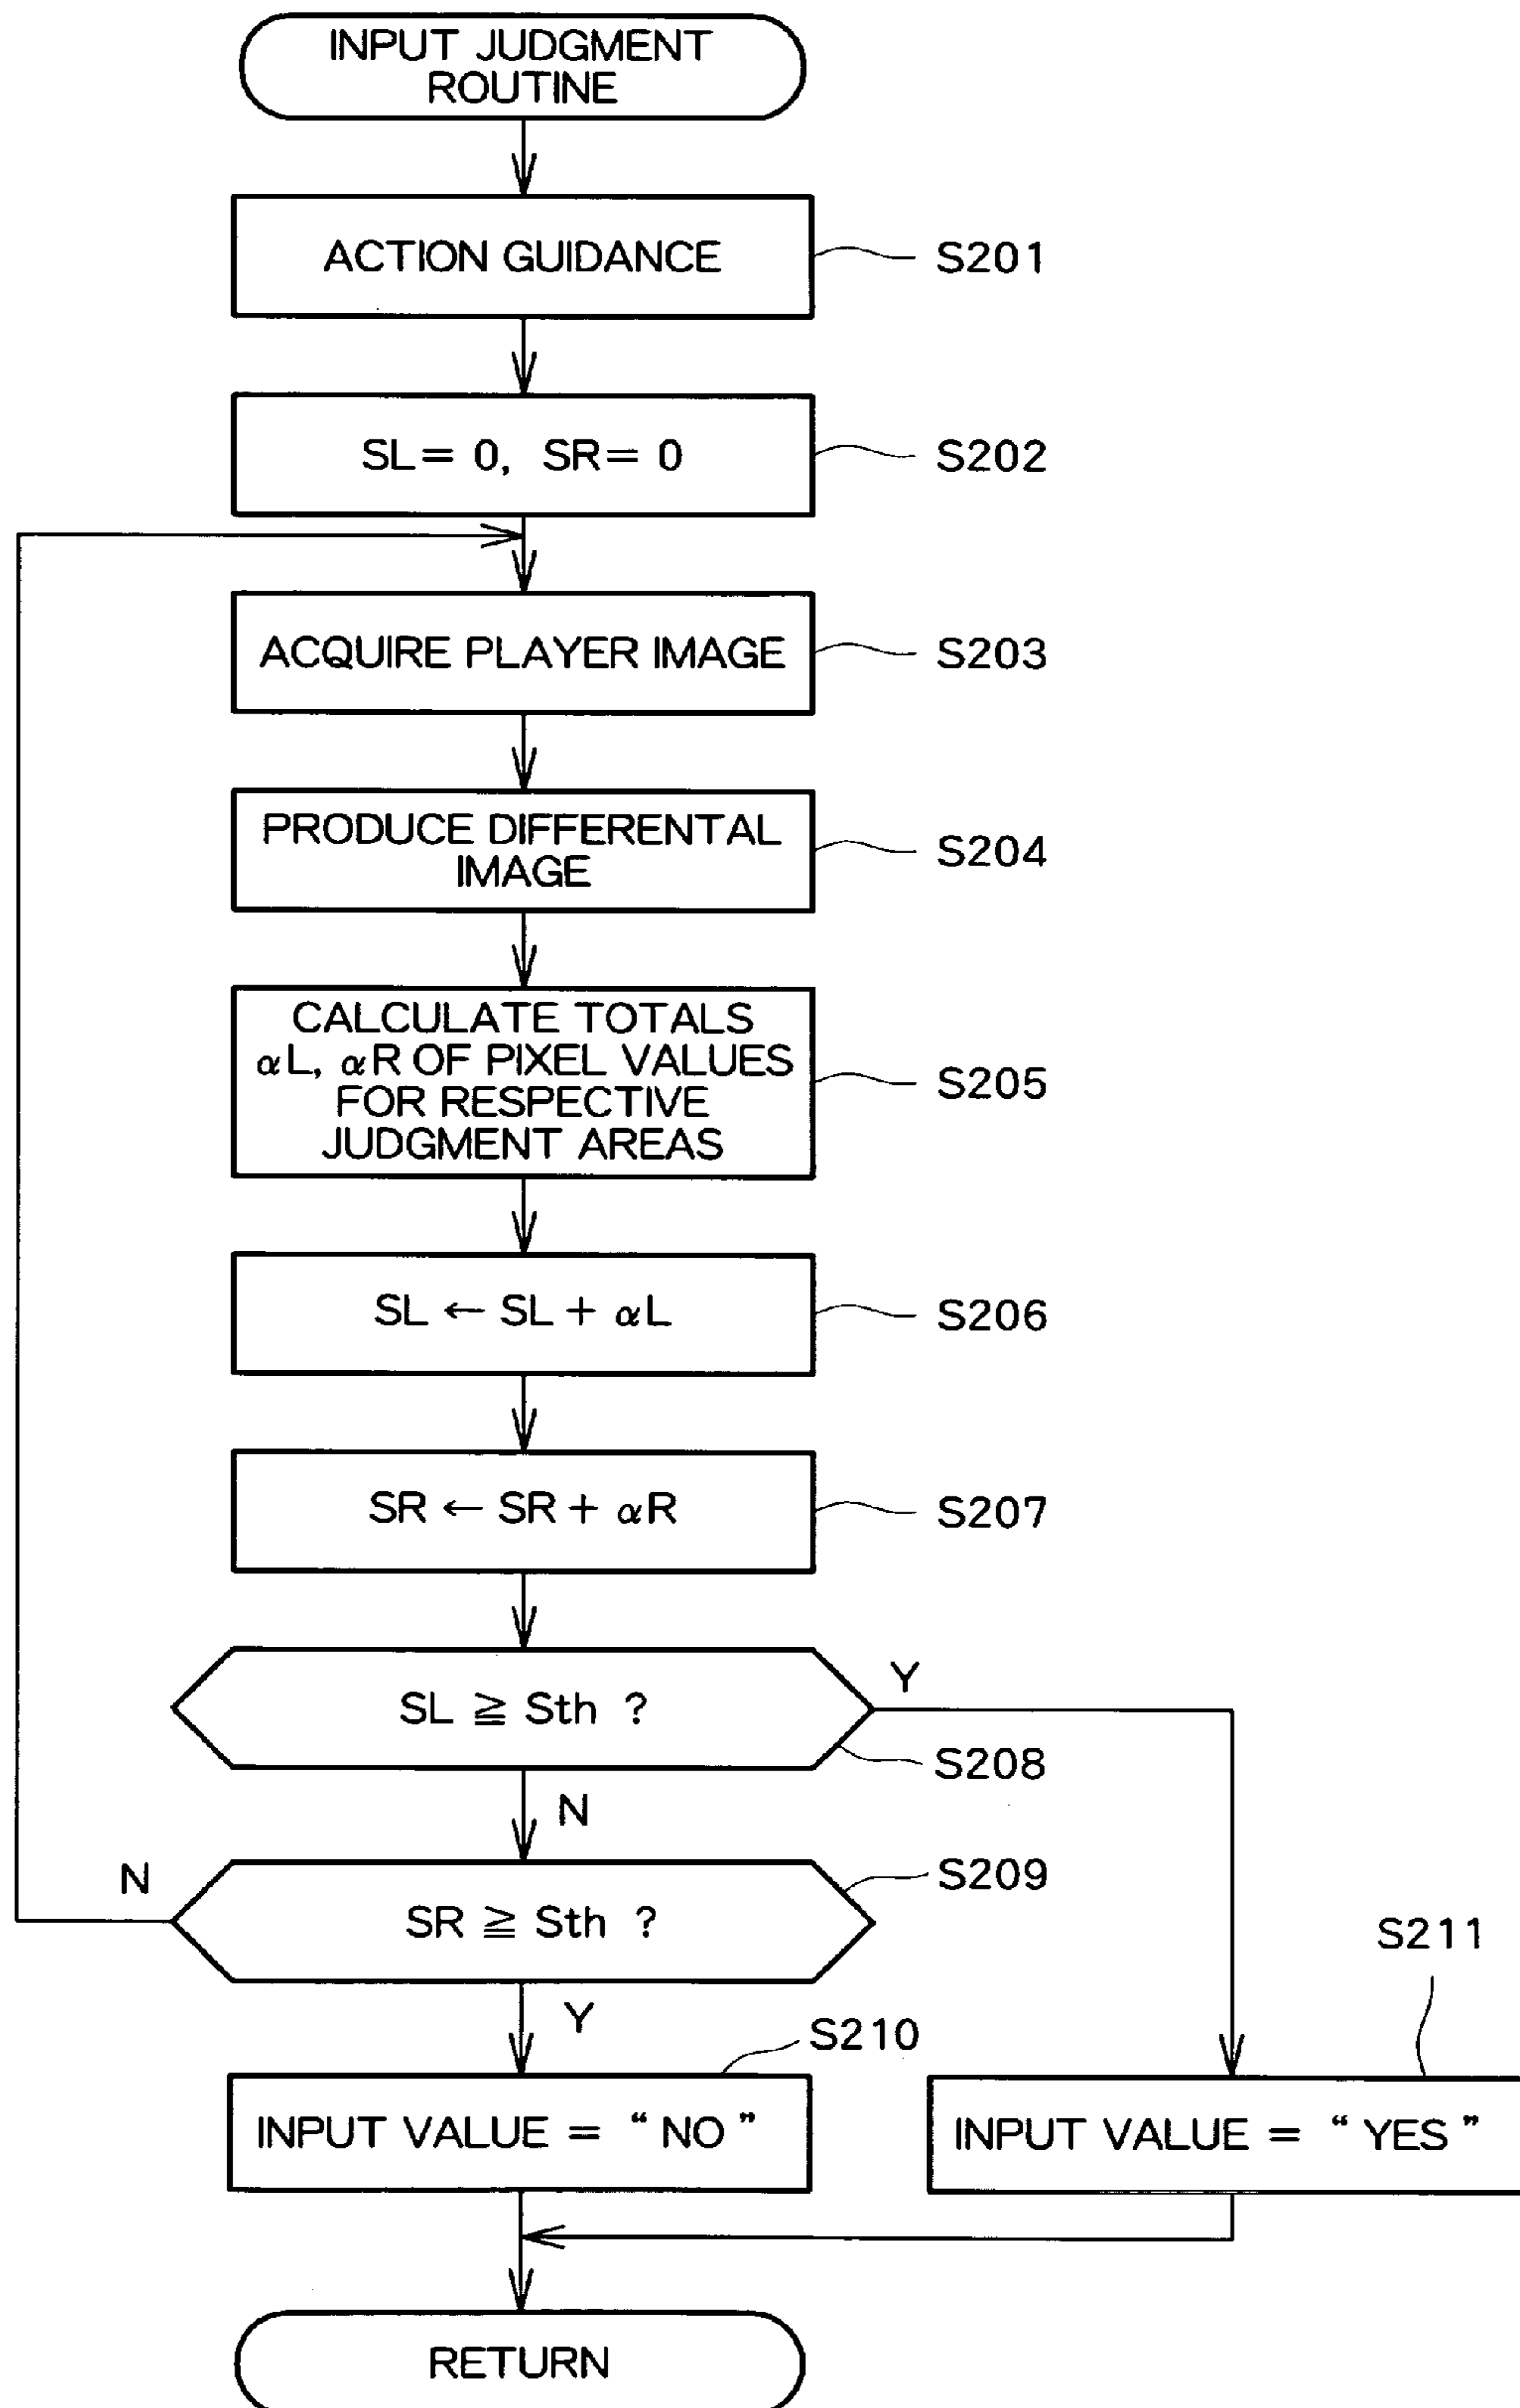 INPUT JUDGMENT
ROUTINE
ACTION GUIDANCE
S201
SL = 0, SR = 0
S202
ACQUIRE PLAYER IMAGE
S203
PRODUCE DIFFERENTAL
IMAGE
S204
CALCULATE TOTALS
αL, αR OF PIXEL VALUES
FOR RESPECTIVE
JUDGMENT AREAS
S205
SL ← SL + αL
S206
SR ← SR + αR
S207
SL ≧ Sth ?
Y
S208
N
SR ≧ Sth ?
S209
N
Y
S210
S211
INPUT VALUE = “ NO ”
INPUT VALUE = “ YES ”
RETURN